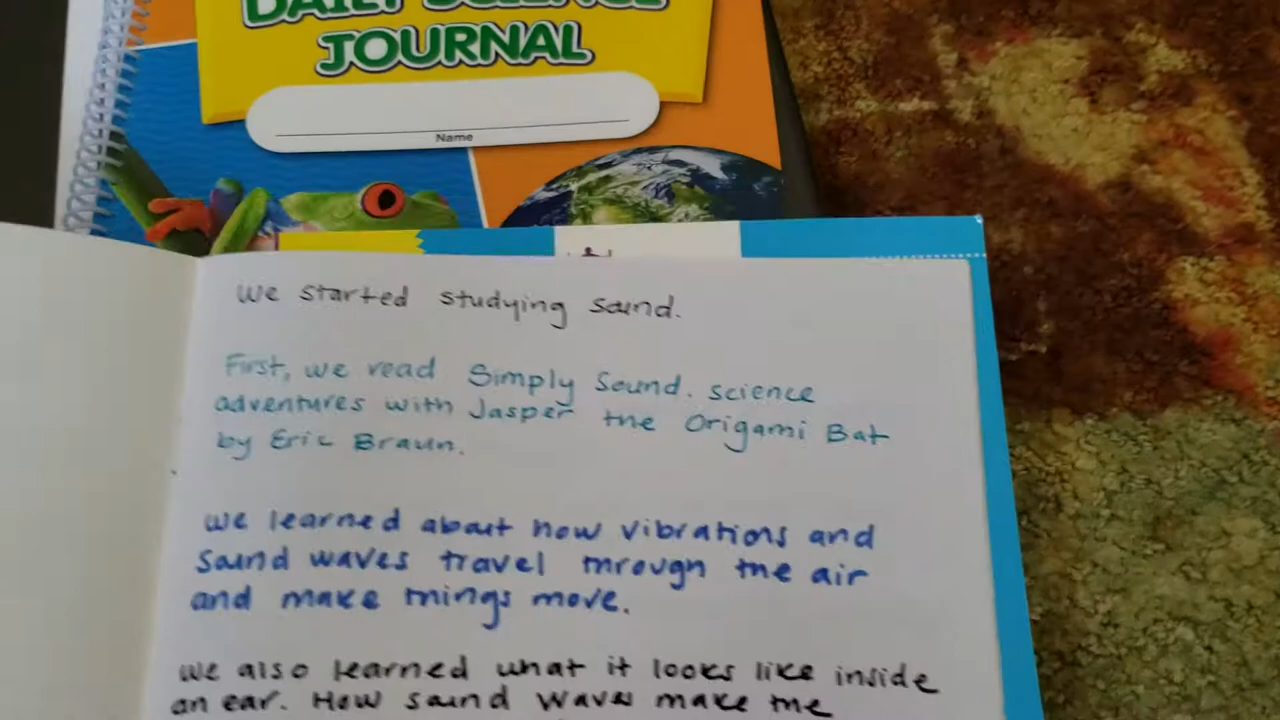 DAILY SCIENCE
JOURNAL
Name
We started studying sound.
First, we read Simply Sound. science
adventures with Jasper the Origami Bat
by Eric Braun.
we learned about how vibrations and
sound waves travel through the air
and make things move.
we also learned what it looks like inside
an ear. How sound waves make the